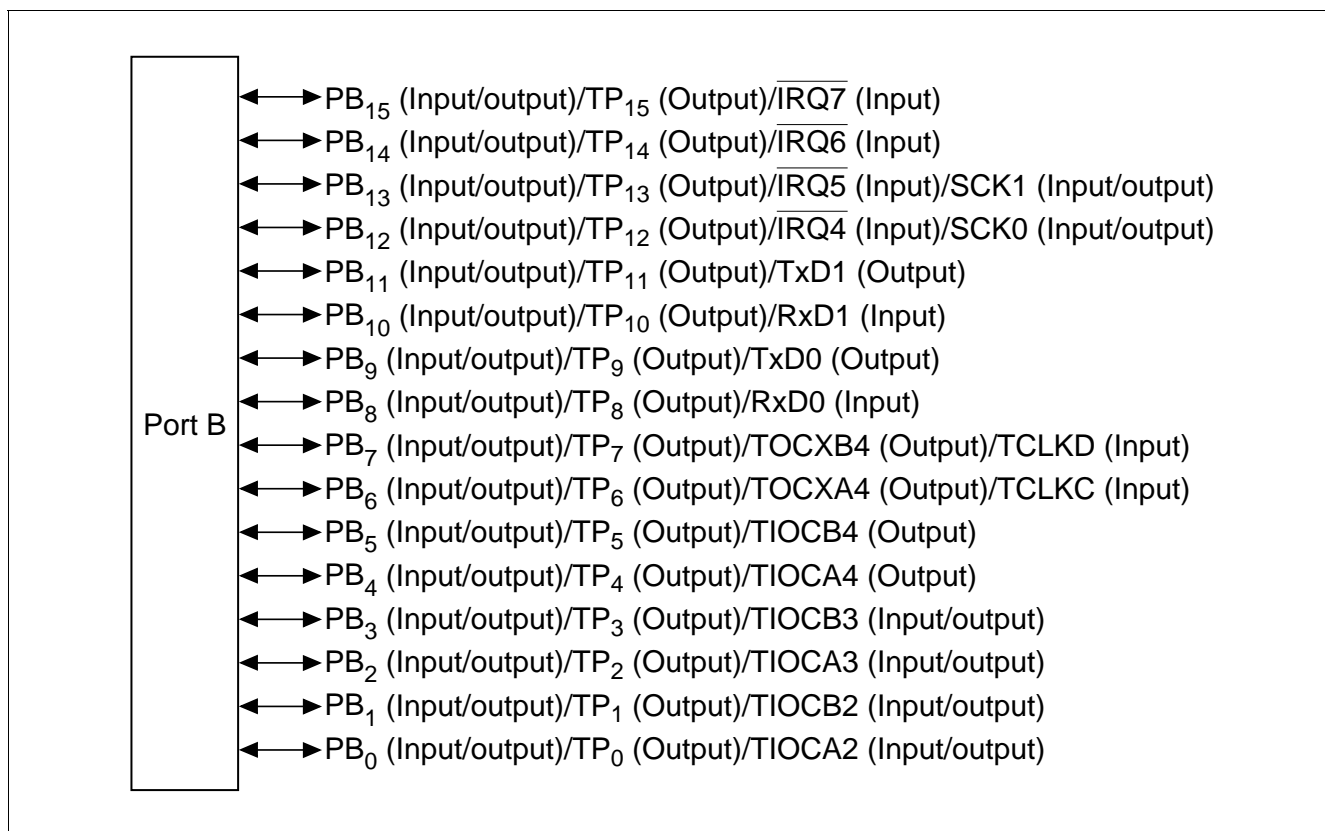 PB15 (Input/output)/TP15 (Output)/I̅R̅Q̅7̅ (Input)
PB14 (Input/output)/TP14 (Output)/I̅R̅Q̅6̅ (Input)
PB13 (Input/output)/TP13 (Output)/I̅R̅Q̅5̅ (Input)/SCK1 (Input/output)
PB12 (Input/output)/TP12 (Output)/I̅R̅Q̅4̅ (Input)/SCK0 (Input/output)
PB11 (Input/output)/TP11 (Output)/TxD1 (Output)
PB10 (Input/output)/TP10 (Output)/RxD1 (Input)
PB9 (Input/output)/TP9 (Output)/TxD0 (Output)
PB8 (Input/output)/TP8 (Output)/RxD0 (Input)
Port B
PB7 (Input/output)/TP7 (Output)/TOCXB4 (Output)/TCLKD (Input)
PB6 (Input/output)/TP6 (Output)/TOCXA4 (Output)/TCLKC (Input)
PB5 (Input/output)/TP5 (Output)/TIOCB4 (Output)
PB4 (Input/output)/TP4 (Output)/TIOCA4 (Output)
PB3 (Input/output)/TP3 (Output)/TIOCB3 (Input/output)
PB2 (Input/output)/TP2 (Output)/TIOCA3 (Input/output)
PB1 (Input/output)/TP1 (Output)/TIOCB2 (Input/output)
PB0 (Input/output)/TP0 (Output)/TIOCA2 (Input/output)